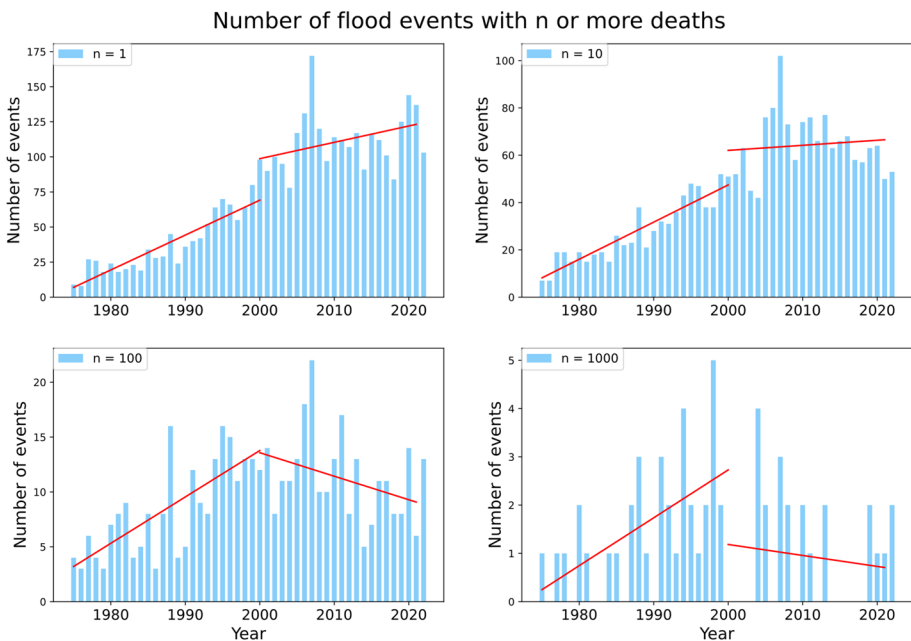 Number of flood events with n or more deaths
n = 1
Number of events
175
150
125
100
75
50
25
0
1980 1990 2000 2010 2020
n = 10
Number of events
100
80
60
40
20
0
1980 1990 2000 2010 2020
n = 100
Number of events
20
15
10
5
0
1980 1990 2000 2010 2020
Year
n = 1000
Number of events
5
4
3
2
1
0
1980 1990 2000 2010 2020
Year